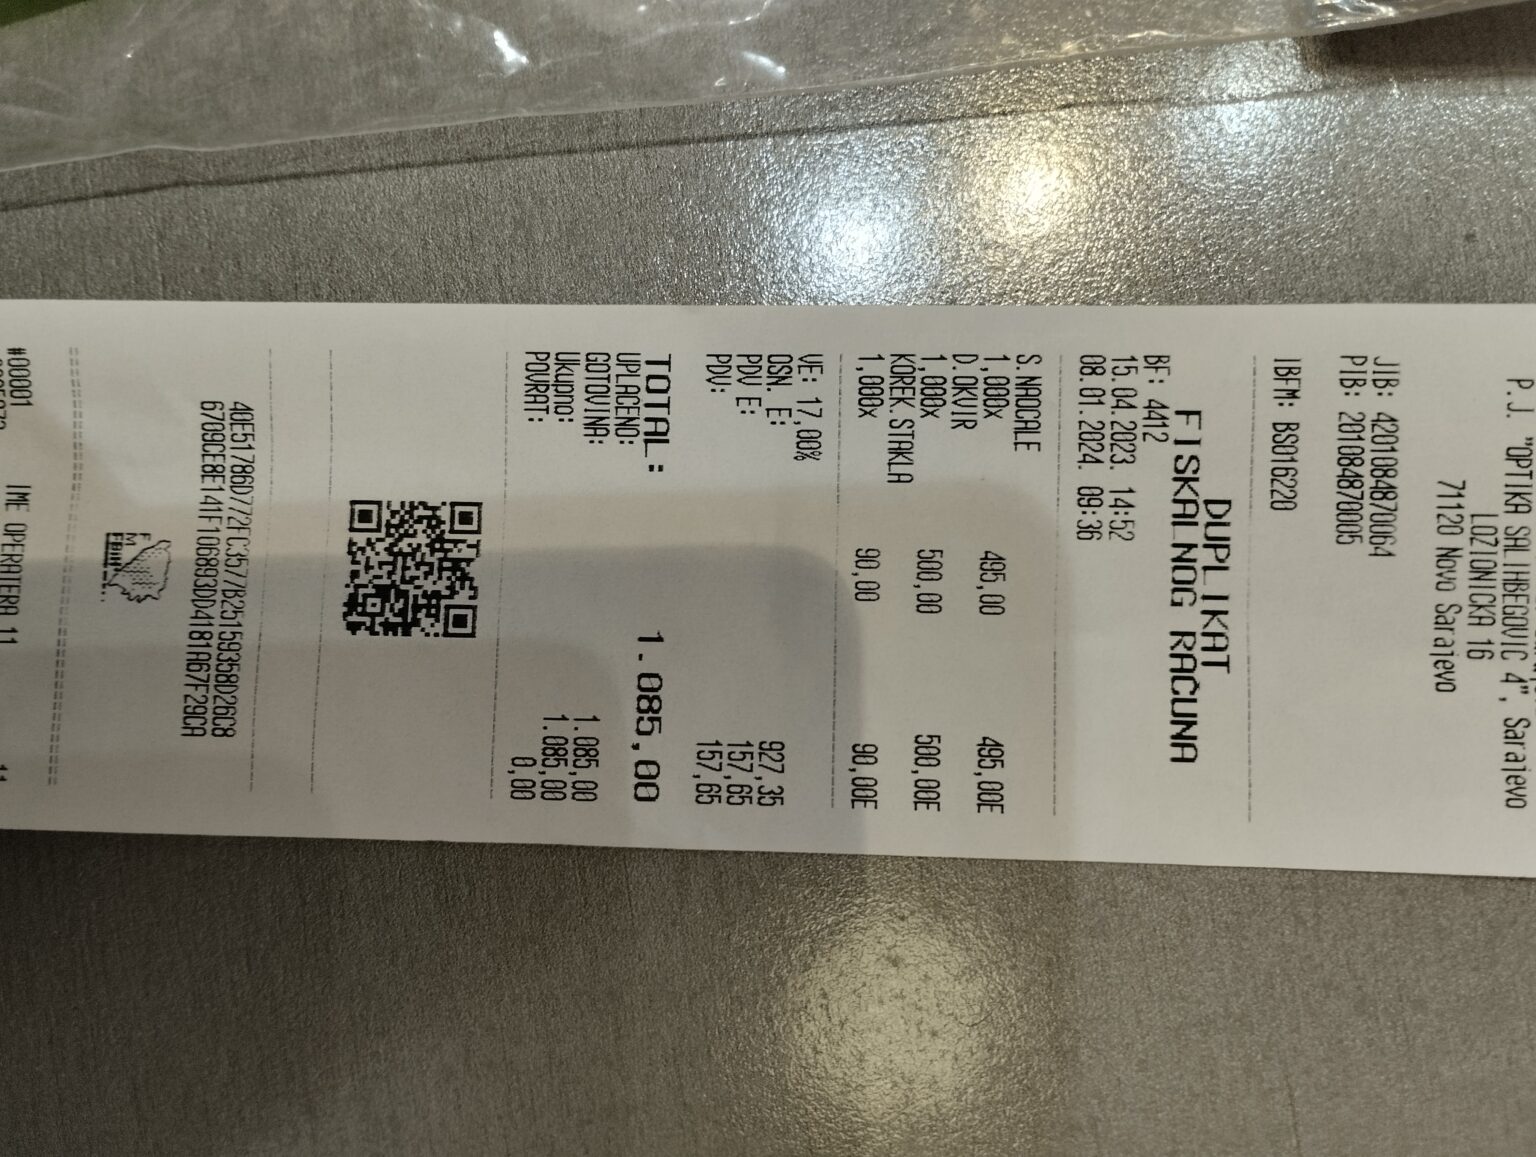 P.J. "OPTIKA SALIHBEGOVIC 4", Sarajevo
LOZIONICKA 16
71120 Novo Sarajevo
JIB: 4201084870064
PIB: 201084870005
IBFM: BS016220
DUPLIKAT
FISKALNOG RACUNA
BF: 4412
15.04.2023. 14:52
08.01.2024. 09:36
S.NAOCALE
1,000x 495,00 495,00E
D.OKVIR
1,000x 500,00 500,00E
KOREK.STAKLA
1,000x 90,00 90,00E
VE: 17,00%
OSN. E: 927,35
PDV E: 157,65
PDV: 157,65
TOTAL: 1.085,00
UPLACENO:
GOTOVINA: 1.085,00
Ukupno: 1.085,00
POVRAT: 0,00
40E51786D772FC3577B2515935BD26C8
6709CE8E141F106893DD4181A67F29CA
#00001 IME OPERATERA 11